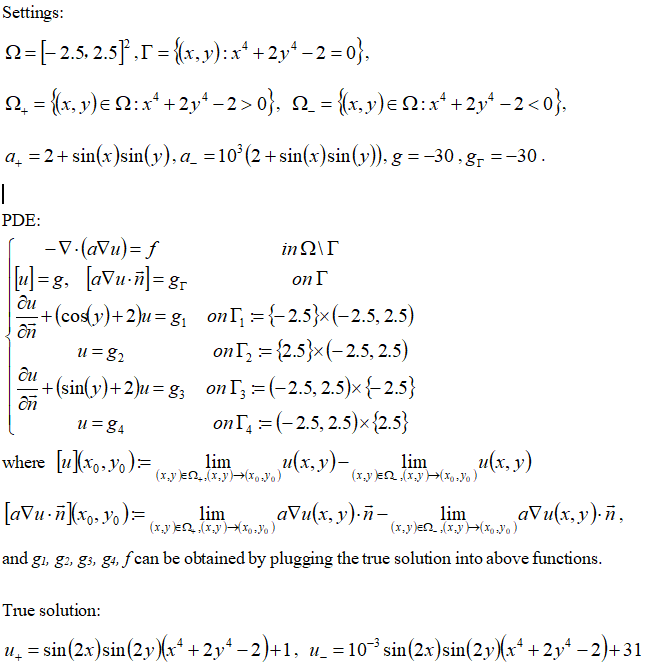 Settings:
Ω = [−2.5, 2.5]², Γ = {(x, y) : x⁴ + 2y⁴ − 2 = 0},
Ω₊ = {(x, y) ∈ Ω : x⁴ + 2y⁴ − 2 > 0}, Ω₋ = {(x, y) ∈ Ω : x⁴ + 2y⁴ − 2 < 0},
a₊ = 2 + sin(x)sin(y), a₋ = 10³(2 + sin(x)sin(y)), g = −30, g_Γ = −30 .
PDE:
−∇·(a∇u) = f in Ω\Γ
[u] = g, [a∇u·n⃗] = g_Γ on Γ
∂u/∂n⃗ + (cos(y) + 2)u = g₁ on Γ₁ := {−2.5}×(−2.5, 2.5)
u = g₂ on Γ₂ := {2.5}×(−2.5, 2.5)
∂u/∂n⃗ + (sin(y) + 2)u = g₃ on Γ₃ := (−2.5, 2.5)×{−2.5}
u = g₄ on Γ₄ := (−2.5, 2.5)×{2.5}
where [u](x₀, y₀) := lim_{(x,y)∈Ω₊,(x,y)→(x₀,y₀)} u(x, y) − lim_{(x,y)∈Ω₋,(x,y)→(x₀,y₀)} u(x, y)
[a∇u·n⃗](x₀, y₀) := lim_{(x,y)∈Ω₊,(x,y)→(x₀,y₀)} a∇u(x, y)·n⃗ − lim_{(x,y)∈Ω₋,(x,y)→(x₀,y₀)} a∇u(x, y)·n⃗ ,
and g₁, g₂, g₃, g₄, f can be obtained by plugging the true solution into above functions.
True solution:
u₊ = sin(2x)sin(2y)(x⁴ + 2y⁴ − 2) + 1, u₋ = 10⁻³ sin(2x)sin(2y)(x⁴ + 2y⁴ − 2) + 31